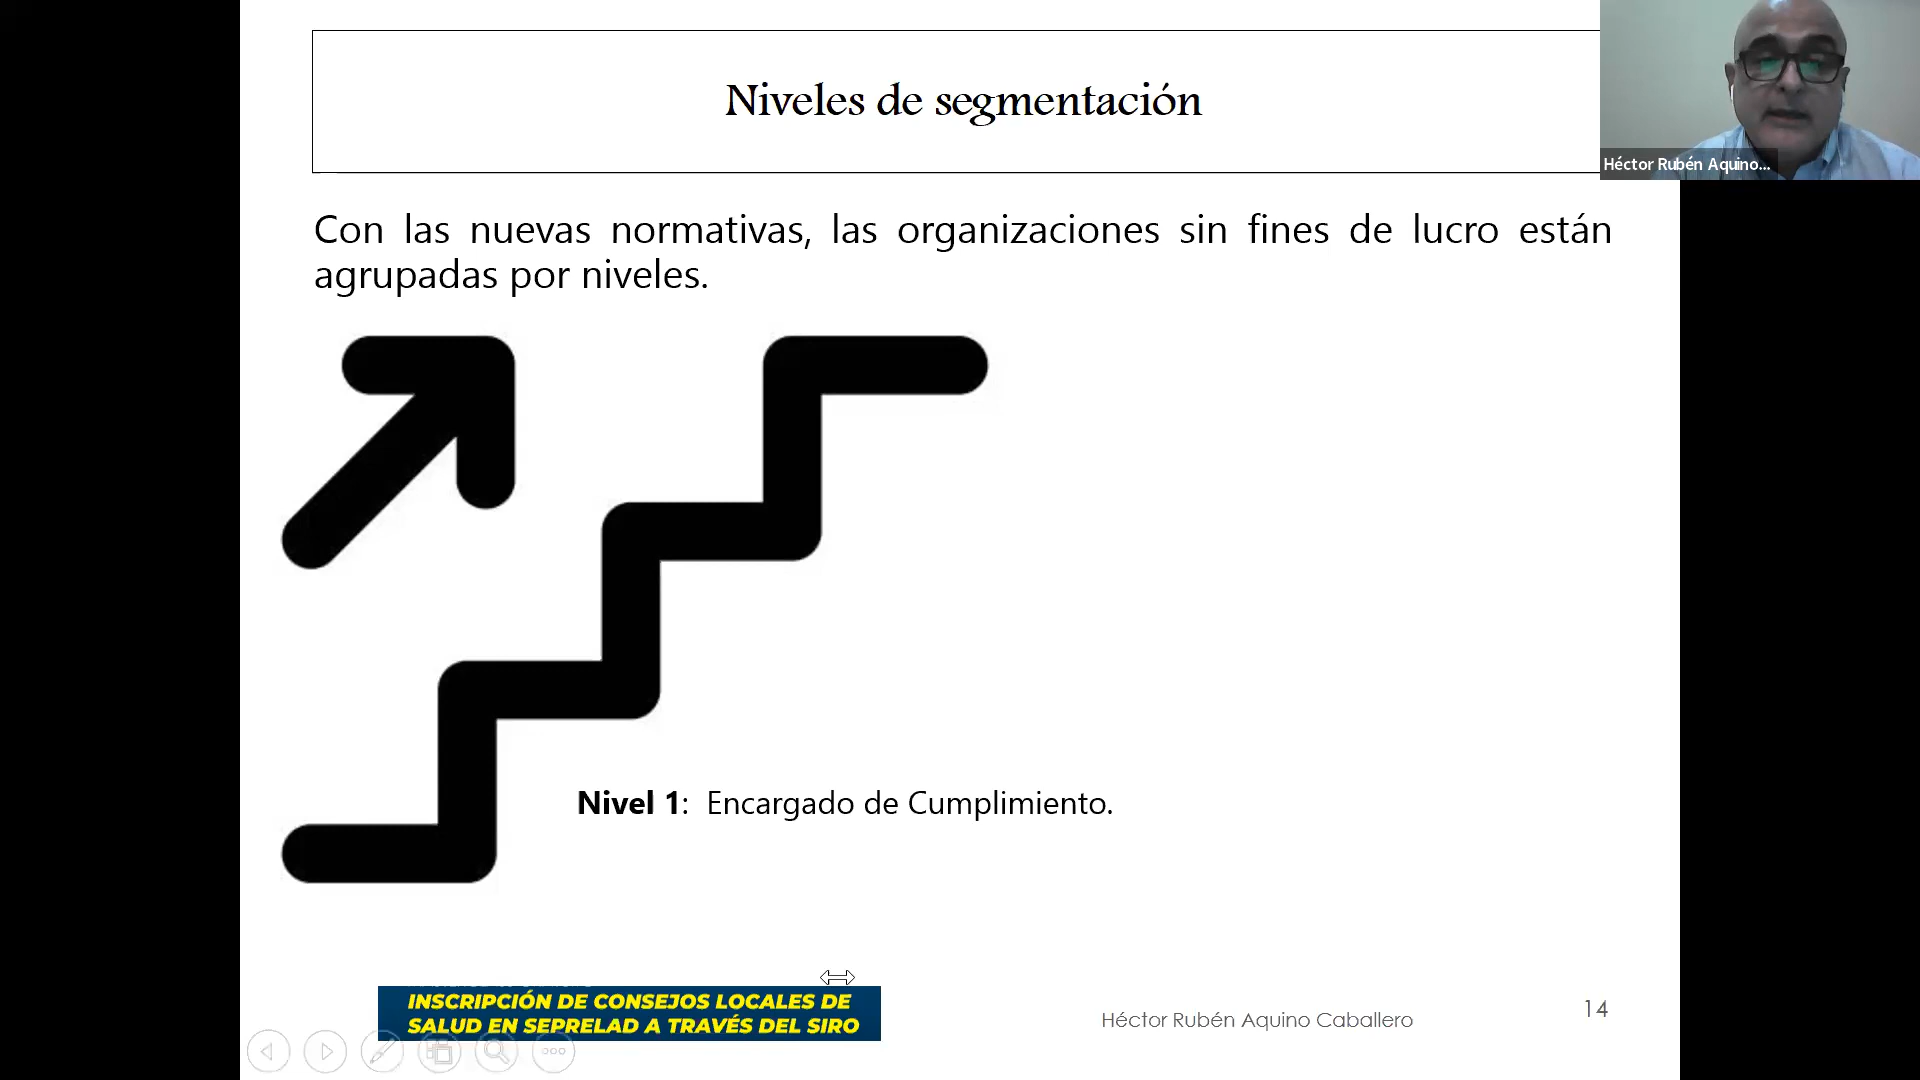 Niveles de segmentación
Héctor Rubén Aquino...
Con las nuevas normativas, las organizaciones sin fines de lucro están
agrupadas por niveles.
Nivel 1: Encargado de Cumplimiento.
INSCRIPCIÓN DE CONSEJOS LOCALES DE
SALUD EN SEPRELAD A TRAVÉS DEL SIRO
Héctor Rubén Aquino Caballero
14